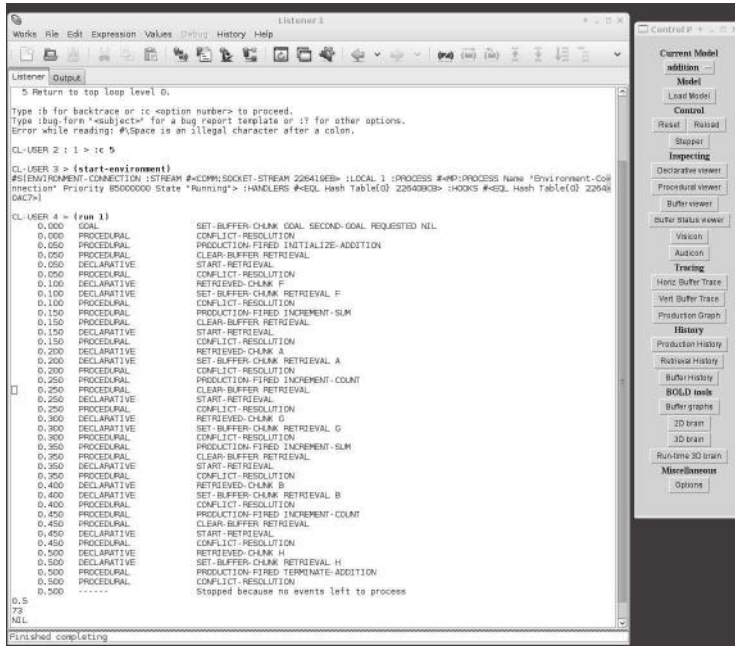 Listener 1
Works File Edit Expression Values Debug History Help
Listener Output
5 Return to top loop level 0.
Type :b for backtrace or :c <option number> to proceed.
Type :bug-form "<subject>" for a bug report template or :? for other options.
Error while reading: #\Space is an illegal character after a colon.
CL-USER 2 : 1 > :c 5
CL-USER 3 > (start-environment)
#S(ENVIRONMENT-CONNECTION :STREAM #<COMM:SOCKET-STREAM 226419EB> :LOCAL 1 :PROCESS #<MP:PROCESS Name "Environment-Co
nnection" Priority 85000000 State "Running"> :HANDLERS #<EQL Hash Table{0} 22640BCB> :HOOKS #<EQL Hash Table{0} 2264
0AC7>)
CL-USER 4 > (run 1)
0.000 GOAL SET-BUFFER-CHUNK GOAL SECOND-GOAL REQUESTED NIL
0.000 PROCEDURAL CONFLICT-RESOLUTION
0.050 PROCEDURAL PRODUCTION-FIRED INITIALIZE-ADDITION
0.050 PROCEDURAL CLEAR-BUFFER RETRIEVAL
0.050 DECLARATIVE START-RETRIEVAL
0.050 PROCEDURAL CONFLICT-RESOLUTION
0.100 DECLARATIVE RETRIEVED-CHUNK F
0.100 DECLARATIVE SET-BUFFER-CHUNK RETRIEVAL F
0.100 PROCEDURAL CONFLICT-RESOLUTION
0.150 PROCEDURAL PRODUCTION-FIRED INCREMENT-SUM
0.150 PROCEDURAL CLEAR-BUFFER RETRIEVAL
0.150 DECLARATIVE START-RETRIEVAL
0.150 PROCEDURAL CONFLICT-RESOLUTION
0.200 DECLARATIVE RETRIEVED-CHUNK A
0.200 DECLARATIVE SET-BUFFER-CHUNK RETRIEVAL A
0.200 PROCEDURAL CONFLICT-RESOLUTION
0.250 PROCEDURAL PRODUCTION-FIRED INCREMENT-COUNT
0.250 PROCEDURAL CLEAR-BUFFER RETRIEVAL
0.250 DECLARATIVE START-RETRIEVAL
0.250 PROCEDURAL CONFLICT-RESOLUTION
0.300 DECLARATIVE RETRIEVED-CHUNK G
0.300 DECLARATIVE SET-BUFFER-CHUNK RETRIEVAL G
0.300 PROCEDURAL CONFLICT-RESOLUTION
0.350 PROCEDURAL PRODUCTION-FIRED INCREMENT-SUM
0.350 PROCEDURAL CLEAR-BUFFER RETRIEVAL
0.350 DECLARATIVE START-RETRIEVAL
0.350 PROCEDURAL CONFLICT-RESOLUTION
0.400 DECLARATIVE RETRIEVED-CHUNK B
0.400 DECLARATIVE SET-BUFFER-CHUNK RETRIEVAL B
0.400 PROCEDURAL CONFLICT-RESOLUTION
0.450 PROCEDURAL PRODUCTION-FIRED INCREMENT-COUNT
0.450 PROCEDURAL CLEAR-BUFFER RETRIEVAL
0.450 DECLARATIVE START-RETRIEVAL
0.450 PROCEDURAL CONFLICT-RESOLUTION
0.500 DECLARATIVE RETRIEVED-CHUNK H
0.500 DECLARATIVE SET-BUFFER-CHUNK RETRIEVAL H
0.500 PROCEDURAL PRODUCTION-FIRED TERMINATE-ADDITION
0.500 PROCEDURAL CONFLICT-RESOLUTION
0.500 ------ Stopped because no events left to process
0.5
73
NIL
Finished completing
Control P
Current Model
addition
Model
Load Model
Control
Reset Reload
Stepper
Inspecting
Declarative viewer
Procedural viewer
Buffer viewer
Buffer Status viewer
Visicon
Audicon
Tracing
Horiz. Buffer Trace
Vert. Buffer Trace
Production Graph
History
Production History
Retrieval History
Buffer History
BOLD tools
Buffer graphs
2D brain
3D brain
Run-time 3D brain
Miscellaneous
Options